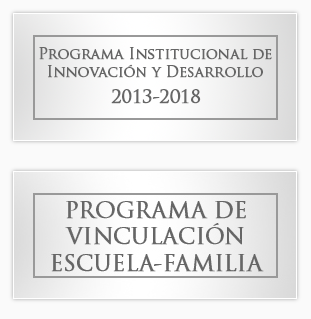 Programa Institucional de
Innovación y Desarrollo
2013-2018
PROGRAMA DE
VINCULACIÓN
ESCUELA-FAMILIA